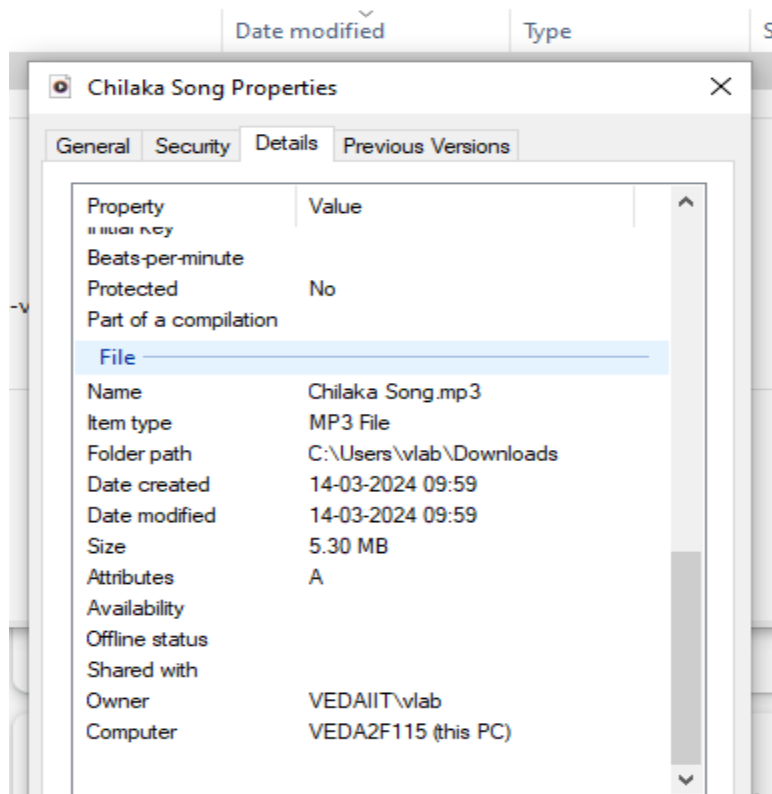 Date modified Type S
Chilaka Song Properties
General Security Details Previous Versions
Property Value
Initial key
Beats-per-minute
Protected No
-v
Part of a compilation
File
Name Chilaka Song.mp3
Item type MP3 File
Folder path C:\Users\vlab\Downloads
Date created 14-03-2024 09:59
Date modified 14-03-2024 09:59
Size 5.30 MB
Attributes A
Availability
Offline status
Shared with
Owner VEDAIIT\vlab
Computer VEDA2F115 (this PC)